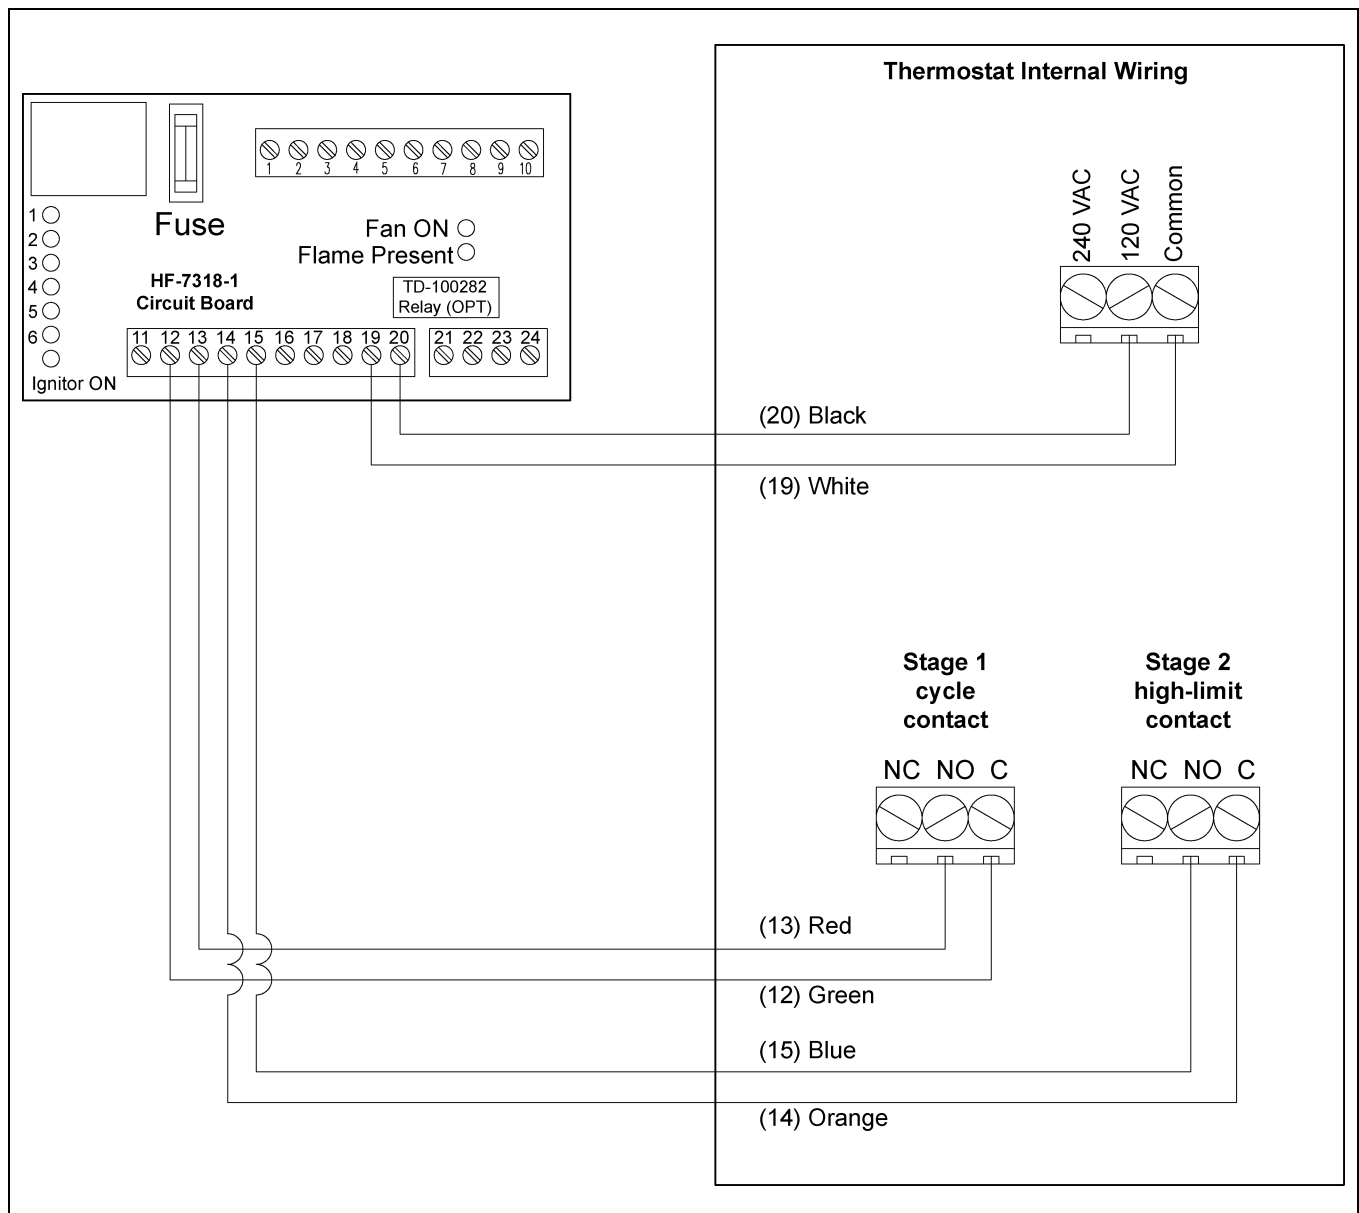 Thermostat Internal Wiring
1 2 3 4 5 6 7 8 9 10
240 VAC
120 VAC
Common
1
2
3
4
5
6
Fuse
Fan ON
Flame Present
HF-7318-1
Circuit Board
TD-100282
Relay (OPT)
11 12 13 14 15 16 17 18 19 20 21 22 23 24
Ignitor ON
(20) Black
(19) White
Stage 1
cycle
contact
Stage 2
high-limit
contact
NC NO C
NC NO C
(13) Red
(12) Green
(15) Blue
(14) Orange